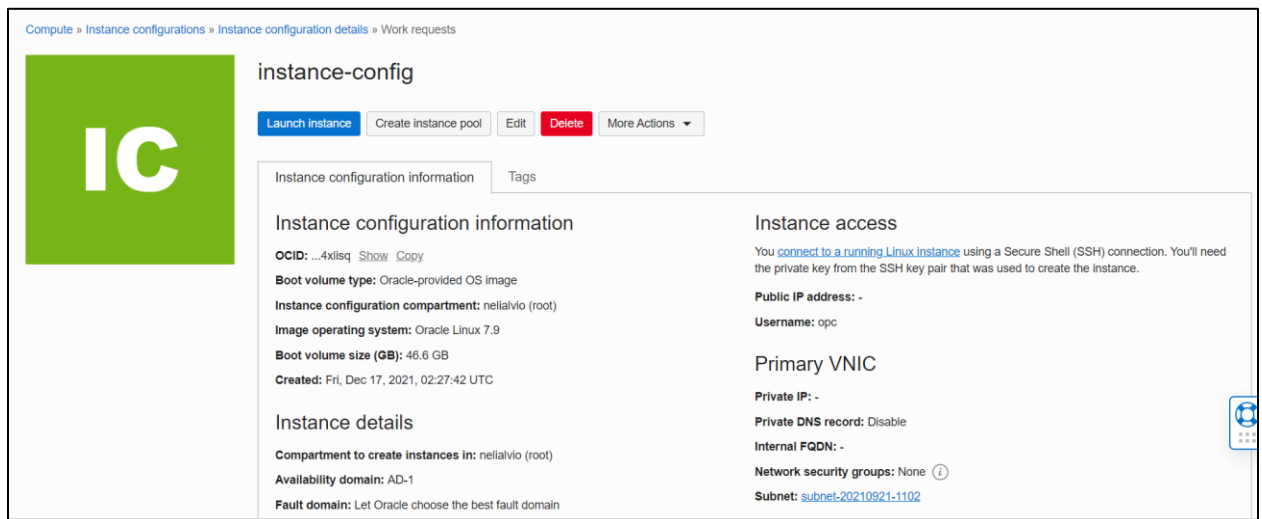 Compute » Instance configurations » Instance configuration details » Work requests
IC
instance-config
Launch instance
Create instance pool
Edit
Delete
More Actions
Instance configuration information
Tags
Instance configuration information
OCID: ...4xlisq Show Copy
Boot volume type: Oracle-provided OS image
Instance configuration compartment: nelialvio (root)
Image operating system: Oracle Linux 7.9
Boot volume size (GB): 46.6 GB
Created: Fri, Dec 17, 2021, 02:27:42 UTC
Instance details
Compartment to create instances in: nelialvio (root)
Availability domain: AD-1
Fault domain: Let Oracle choose the best fault domain
Instance access
You connect to a running Linux instance using a Secure Shell (SSH) connection. You'll need
the private key from the SSH key pair that was used to create the instance.
Public IP address: -
Username: opc
Primary VNIC
Private IP: -
Private DNS record: Disable
Internal FQDN: -
Network security groups: None i
Subnet: subnet-20210921-1102